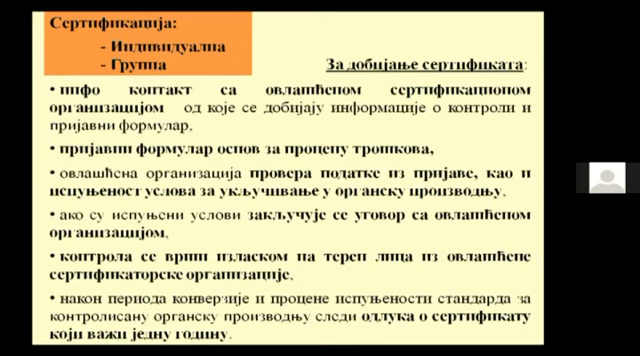 Сертификација:
- Индивидуална
- Группа
За добијање сертификата:
• инфо контакт са овлашћеном сертификационом
организацијом од које се добијају информације о контроли и
пријавни формулар,
• пријавни формулар основ за процену трошкова,
• овлашћена организација провера податке из пријаве, као и
испуњеност услова за укључивање у органску производњу,
• ако су испуњени услови закључује се уговор са овлашћеном
организацијом,
• контрола се врши изласком на терен лица из овлашћене
сертификаторске организације,
• након периода конверзије и процене испуњености стандарда за
контролисану органску производњу следи одлука о сертификату
који важи једну годину.